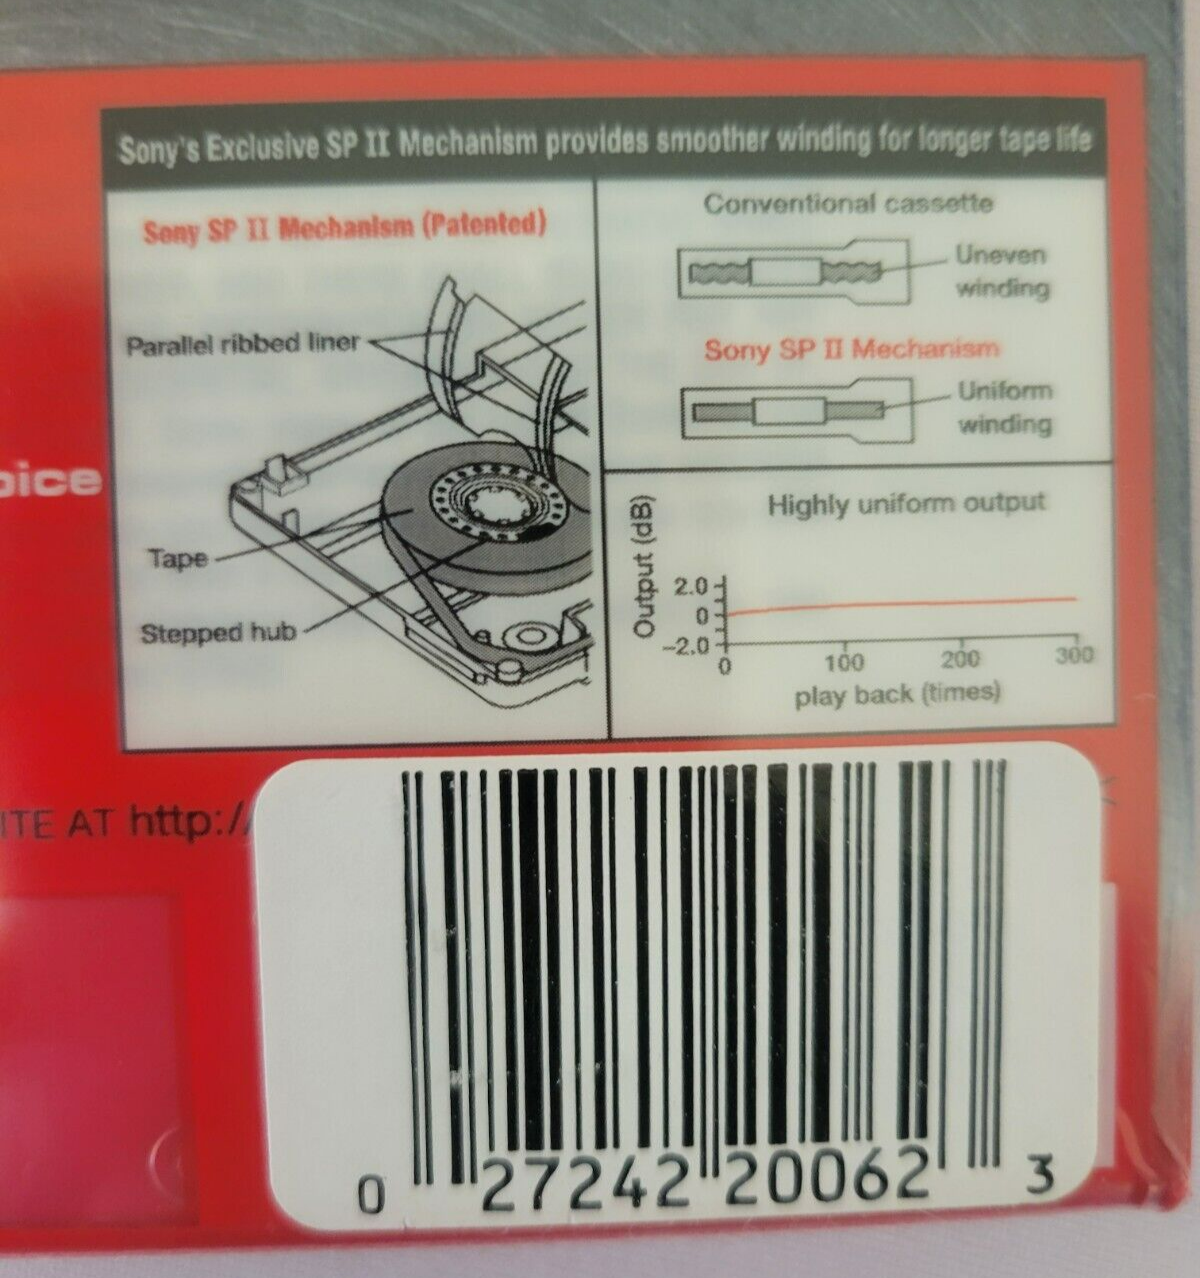 Sony's Exclusive SP II Mechanism provides smoother winding for longer tape life
Sony SP II Mechanism (Patented)
Parallel ribbed liner
Tape
Stepped hub
Conventional cassette
Uneven
winding
Sony SP II Mechanism
Uniform
winding
Highly uniform output
Output (dB)
2.0
0
-2.0
0
100
200
300
play back (times)
oice
ITE AT http://
0 27242 20062 3